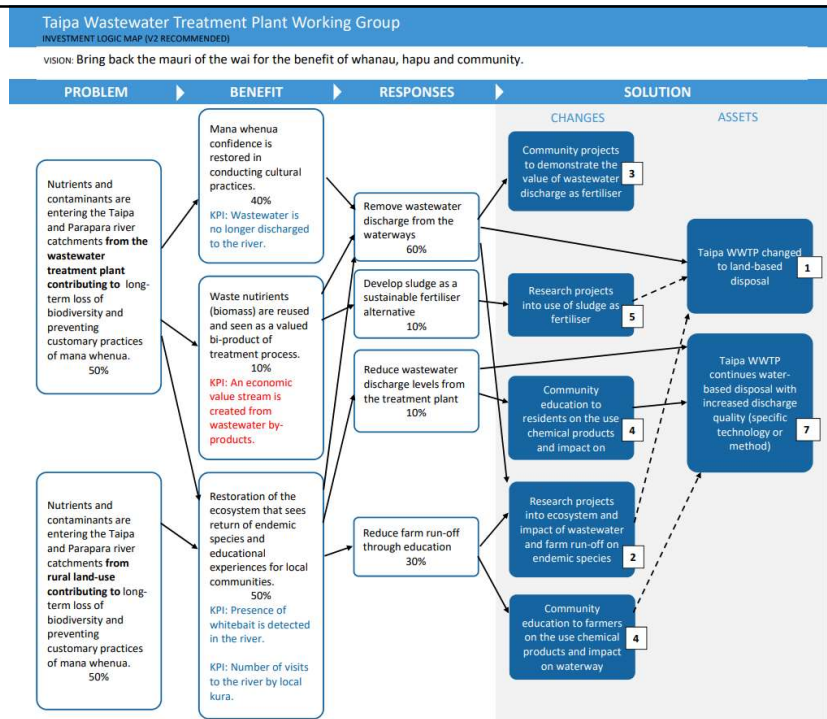 Taipa Wastewater Treatment Plant Working Group
INVESTMENT LOGIC MAP (V2 RECOMMENDED)
VISION: Bring back the mauri of the wai for the benefit of whanau, hapu and community.
PROBLEM
BENEFIT
RESPONSES
SOLUTION
CHANGES
ASSETS
Nutrients and
contaminants are
entering the Taipa
and Parapara river
catchments from the
wastewater
treatment plant
contributing to long-
term loss of
biodiversity and
preventing
customary practices
of mana whenua.
50%
Nutrients and
contaminants are
entering the Taipa
and Parapara river
catchments from
rural land-use
contributing to long-
term loss of
biodiversity and
preventing
customary practices
of mana whenua.
50%
Mana whenua
confidence is
restored in
conducting cultural
practices.
40%
KPI: Wastewater is
no longer discharged
to the river.
Waste nutirients
(biomass) are reused
and seen as a valued
bi-product of
treatment process.
10%
KPI: An economic
value stream is
created from
wastewater by-
products.
Restoration of the
ecosystem that sees
return of endemic
species and
educational
experiences for local
communities.
50%
KPI: Presence of
whitebait is detected
in the river.
KPI: Number of visits
to the river by local
kura.
Remove wastewater
discharge from the
waterways
60%
Develop sludge as a
sustainable fertiliser
alternative
10%
Reduce wastewater
discharge levels from
the treatment plant
10%
Reduce farm run-off
through education
30%
Community projects
to demonstrate the
value of wastewater
discharge as fertiliser
3
Research projects
into use of sludge as
fertiliser
5
Community
education to
residents on the use
chemical products
and impact on
4
Research projects
into ecosystem and
impact of wastewater
and farm run-off on
endemic species
2
Community
education to farmers
on the use chemical
products and impact
on waterway
4
Taipa WWTP changed
to land-based
disposal
1
Taipa WWTP
continues water-
based disposal with
increased discharge
quality (specific
technology or
method)
7